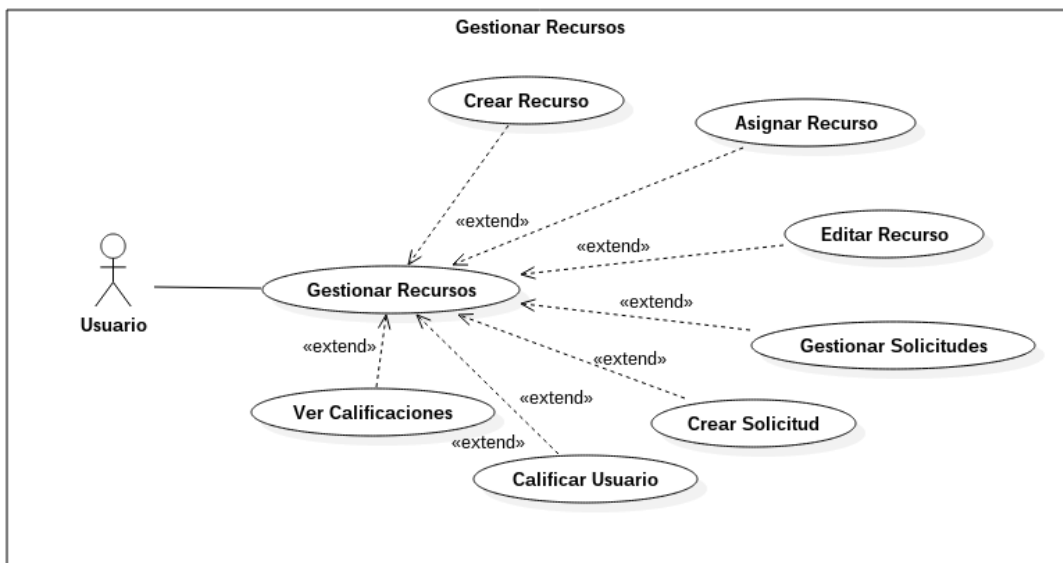 Gestionar Recursos
Crear Recurso
Asignar Recurso
«extend»
Editar Recurso
«extend»
Gestionar Recursos
«extend»
Usuario
Gestionar Solicitudes
«extend»
«extend»
Ver Calificaciones
«extend»
Crear Solicitud
«extend»
Calificar Usuario